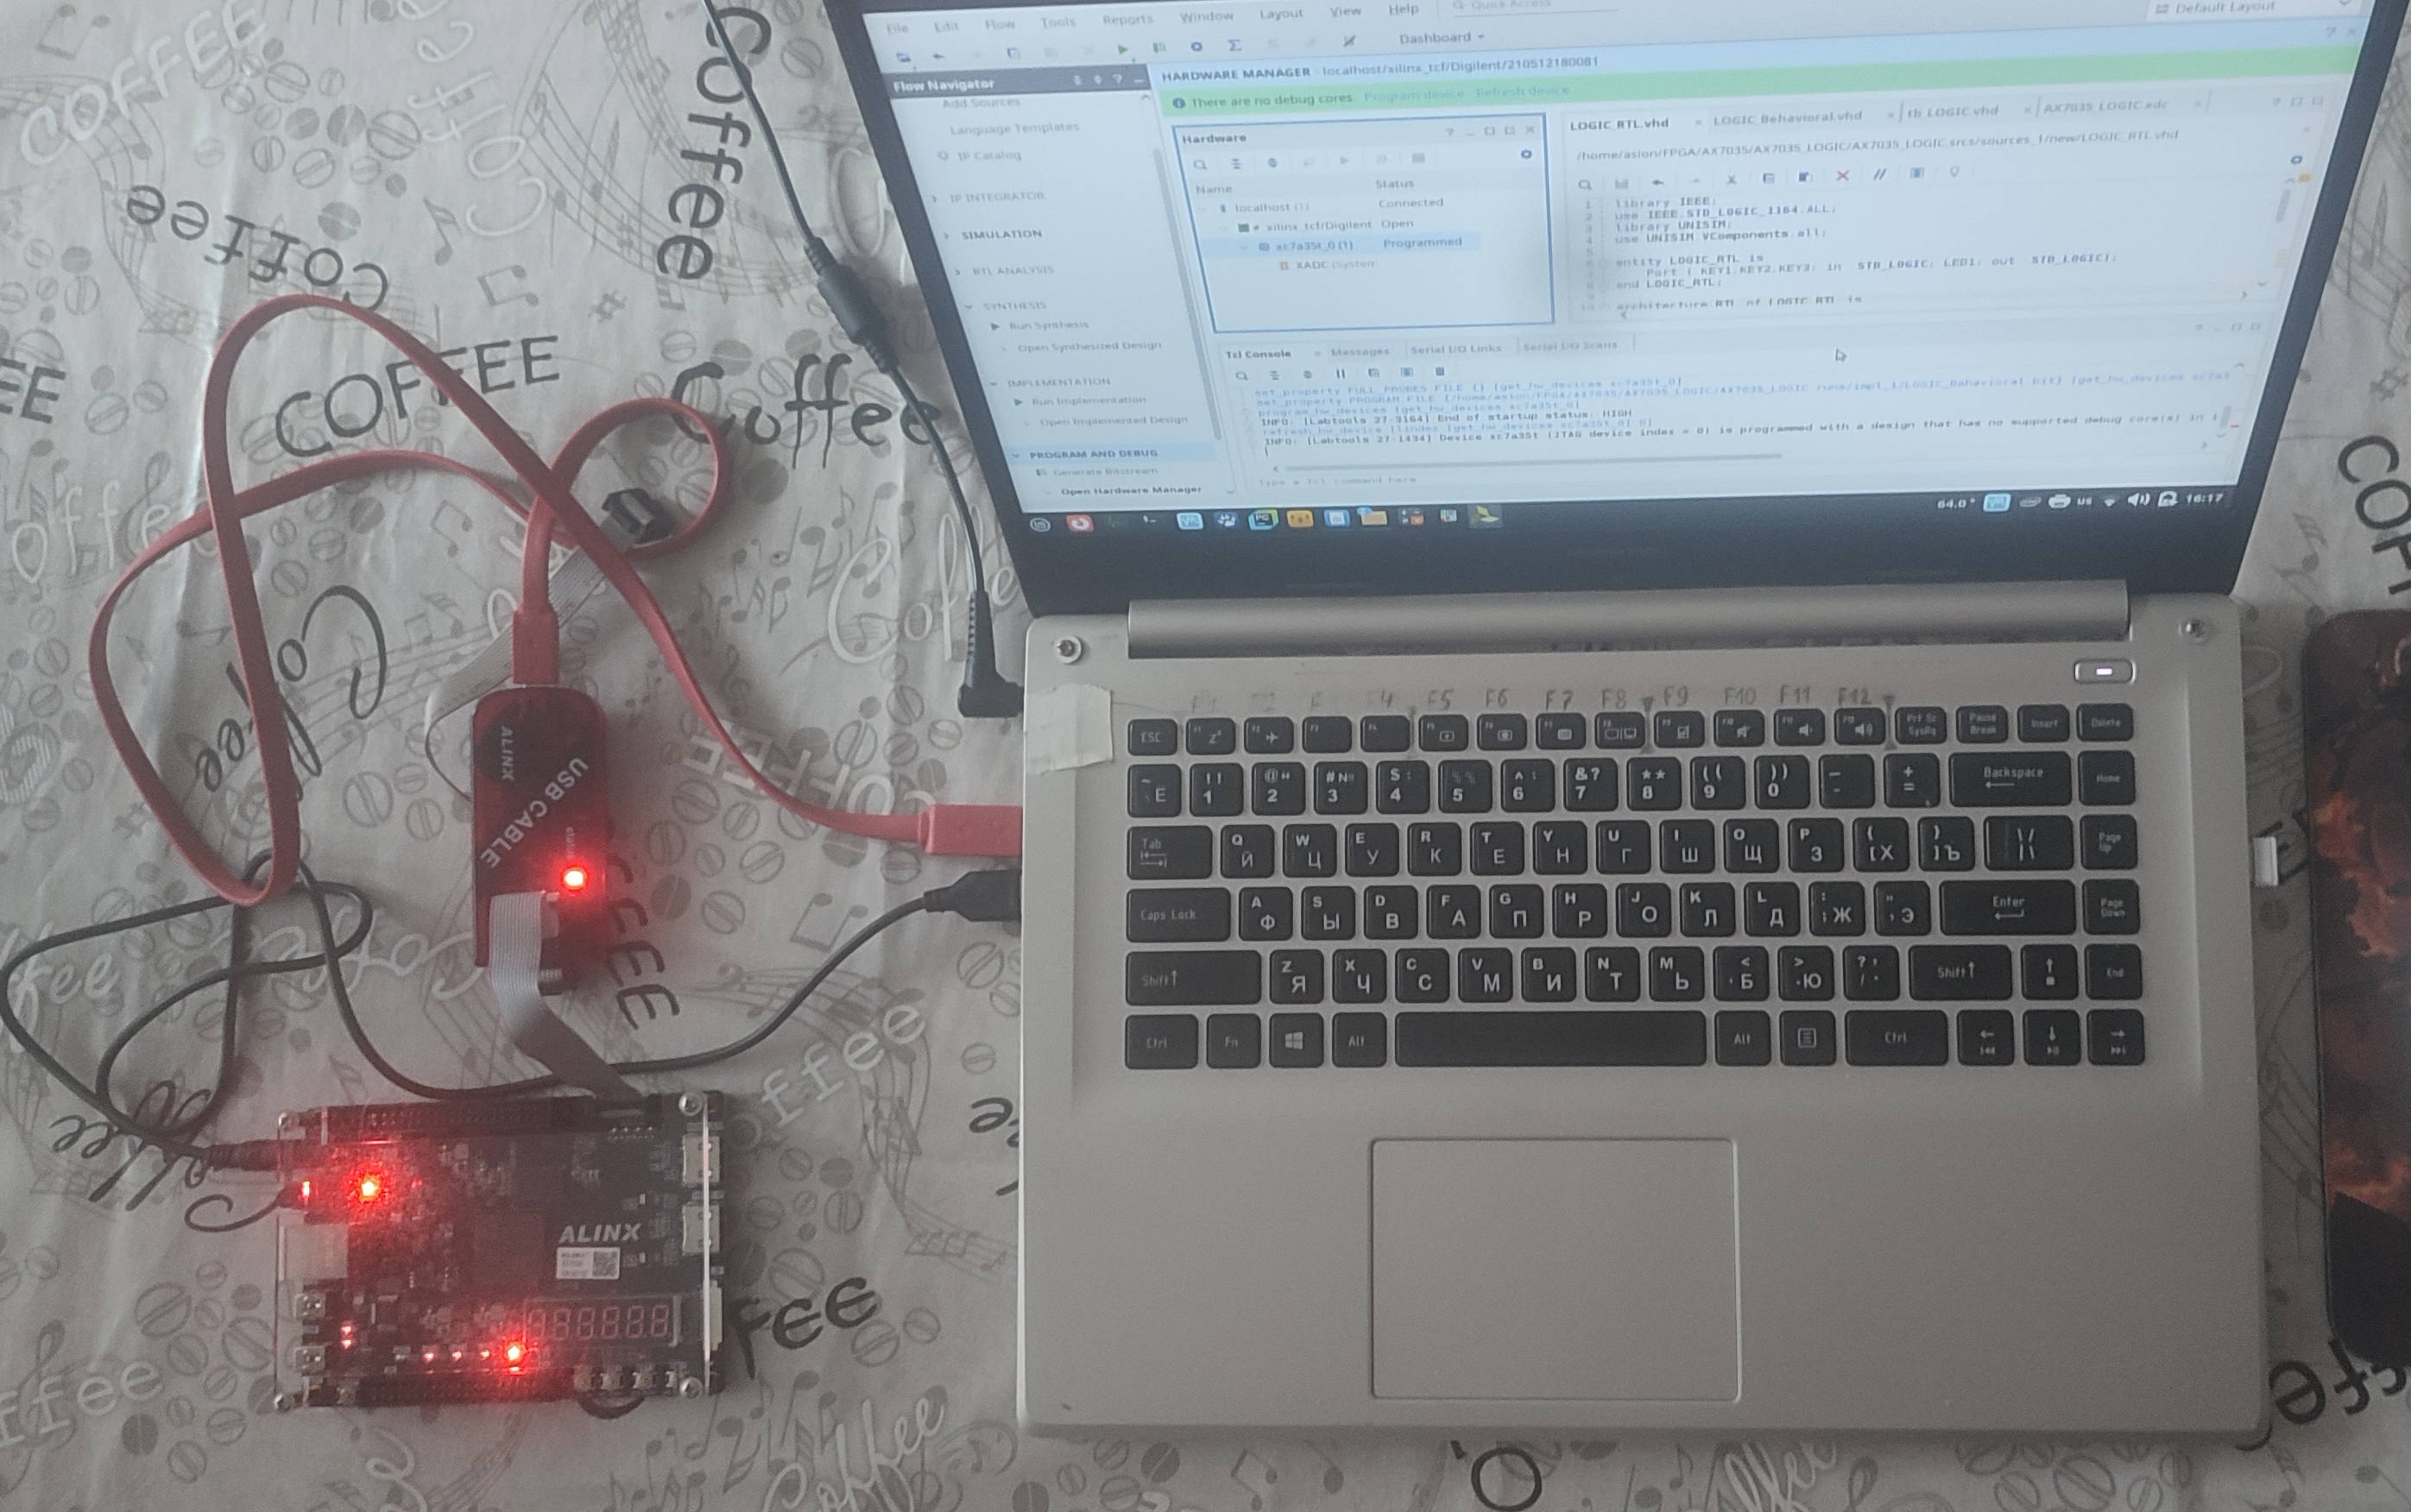 File Edit Flow Tools Reports Window Layout View Help Quick Access
Default Layout
Dashboard
Flow Navigator
HARDWARE MANAGER - localhost/xilinx_tcf/Digilent/210512180081
There are no debug cores. Program device Refresh device
Add Sources
Language Templates
IP Catalog
IP INTEGRATOR
SIMULATION
RTL ANALYSIS
SYNTHESIS
Run Synthesis
Open Synthesized Design
IMPLEMENTATION
Run Implementation
Open Implemented Design
PROGRAM AND DEBUG
Generate Bitstream
Open Hardware Manager
Hardware
Name Status
localhost (1) Connected
xilinx_tcf/Digilent Open
xc7a35t_0 (1) Programmed
XADC (System
LOGIC_RTL.vhd LOGIC_Behavioral.vhd tb_LOGIC.vhd AX7035_LOGIC.xdc
/home/asion/FPGA/AX7035/AX7035_LOGIC/AX7035_LOGIC.srcs/sources_1/new/LOGIC_RTL.vhd
1 library IEEE;
2 use IEEE.STD_LOGIC_1164.ALL;
3 library UNISIM;
4 use UNISIM.VComponents.all;
entity LOGIC_RTL is
Port ( KEY1,KEY2,KEY3: in STD_LOGIC; LED1: out STD_LOGIC);
end LOGIC_RTL;
10 architecture RTL of LOGIC_RTL is
Tcl Console Messages Serial I/O Links Serial I/O Scans
set_property FULL_PROBES.FILE {} [get_hw_devices xc7a35t_0]
set_property PROGRAM.FILE {/home/asion/FPGA/AX7035/AX7035_LOGIC/AX7035_LOGIC.runs/impl_1/LOGIC_Behavioral.bit} [get_hw_devices xc7a3
program_hw_devices [get_hw_devices xc7a35t_0]
INFO: [Labtools 27-3164] End of startup status: HIGH
refresh_hw_device [lindex [get_hw_devices xc7a35t_0] 0]
INFO: [Labtools 27-1434] Device xc7a35t (JTAG device index = 0) is programmed with a design that has no supported debug core(s) in
Type a Tcl command here
64.0° us 16:17
F5 F6 F7 F8 F9 F10 F11 F12
ESC Prt Sc SysRq Pause Break Insert Delete
~ Ё ! 1 @ " 2 # № 3 $ ; 4 % 5 ^ : 6 & ? 7 * * 8 ( ( 9 ) ) 0 _ - + = Backspace Home
Tab Q Й W Ц E У R К T Е Y Н U Г I Ш O Щ P З { [ Х } ] Ъ | \ / Page Up
Caps Lock A Ф S Ы D В F А G П H Р J О K Л L Д : ; Ж " ' Э Enter Page Down
Shift Z Я X Ч C С V М B И N Т M Ь < , Б > . Ю ? / Shift End
Ctrl Fn Alt Alt Ctrl
ALINX
USB CABLE
ALINX
COFFEE
coffee
Coffee
COFFEE
Coffee
Coffee
COFFEE
COFFEE
Coffee